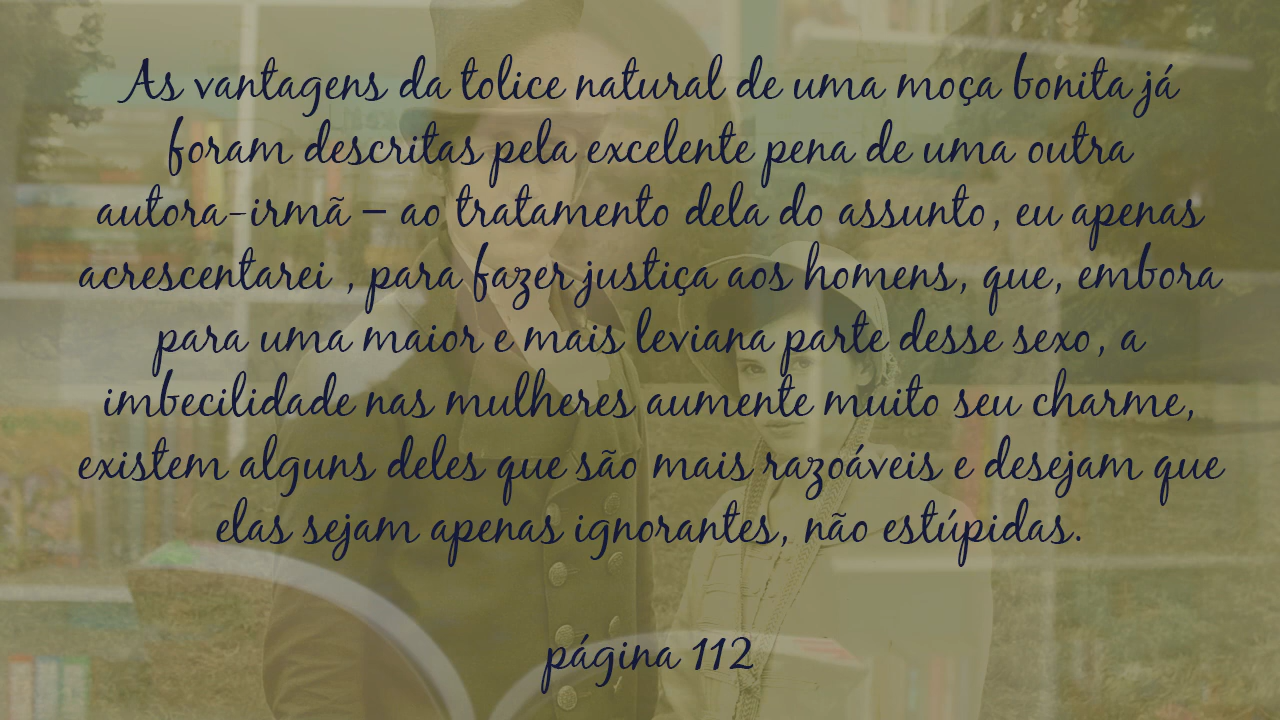 As vantagens da tolice natural de uma moça bonita já
foram descritas pela excelente pena de uma outra
autora-irmã – ao tratamento dela do assunto, eu apenas
acrescentarei , para fazer justiça aos homens, que, embora
para uma maior e mais leviana parte desse sexo, a
imbecilidade nas mulheres aumente muito seu charme,
existem alguns deles que são mais razoáveis e desejam que
elas sejam apenas ignorantes, não estúpidas.
página 112